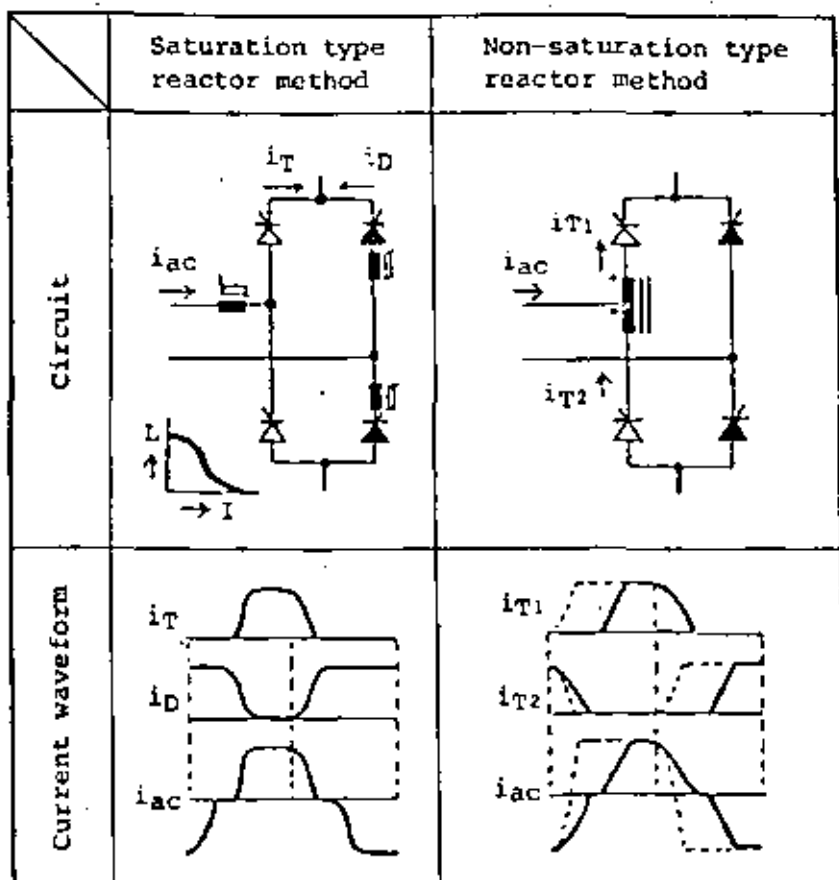 Saturation type
reactor method
Non-saturation type
reactor method
Circuit
iT
iD
iac
L
I
iT1
iac
iT2
Current waveform
iT
iD
iac
iT1
iT2
iac